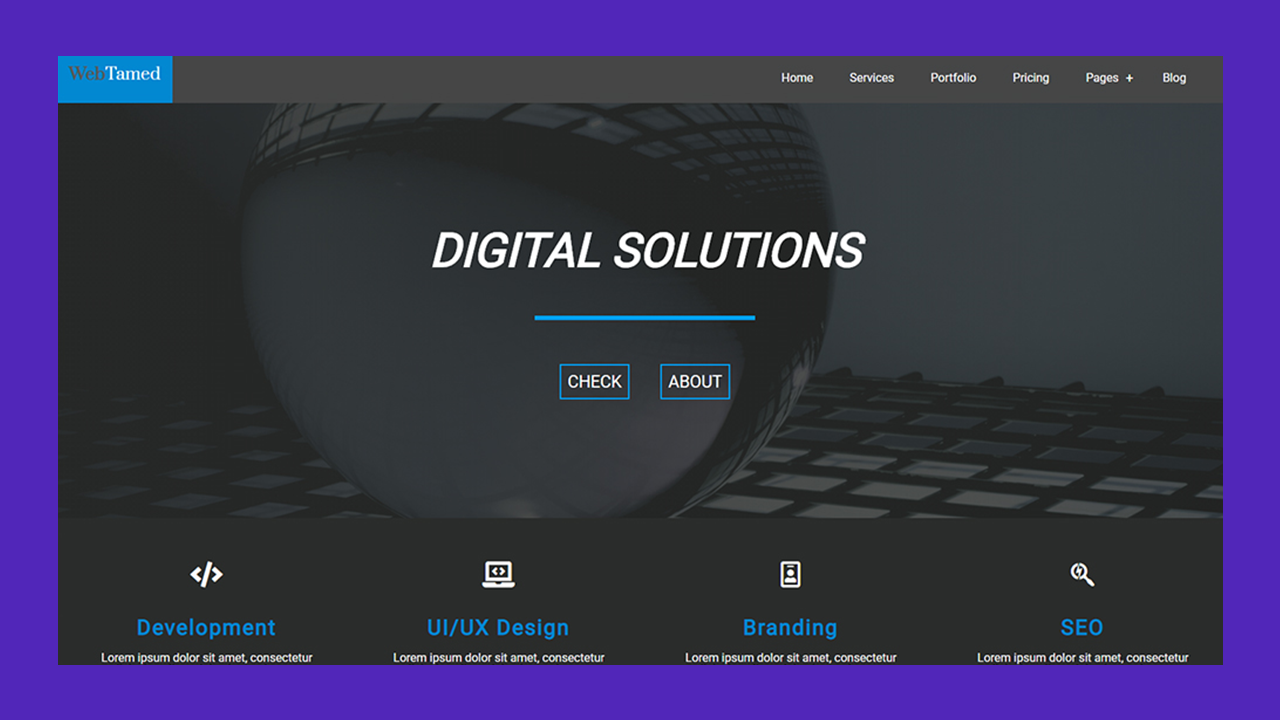 WebTamed
Home Services Portfolio Pricing Pages + Blog
DIGITAL SOLUTIONS
CHECK ABOUT
Development UI/UX Design Branding SEO
Lorem ipsum dolor sit amet, consectetur Lorem ipsum dolor sit amet, consectetur Lorem ipsum dolor sit amet, consectetur Lorem ipsum dolor sit amet, consectetur